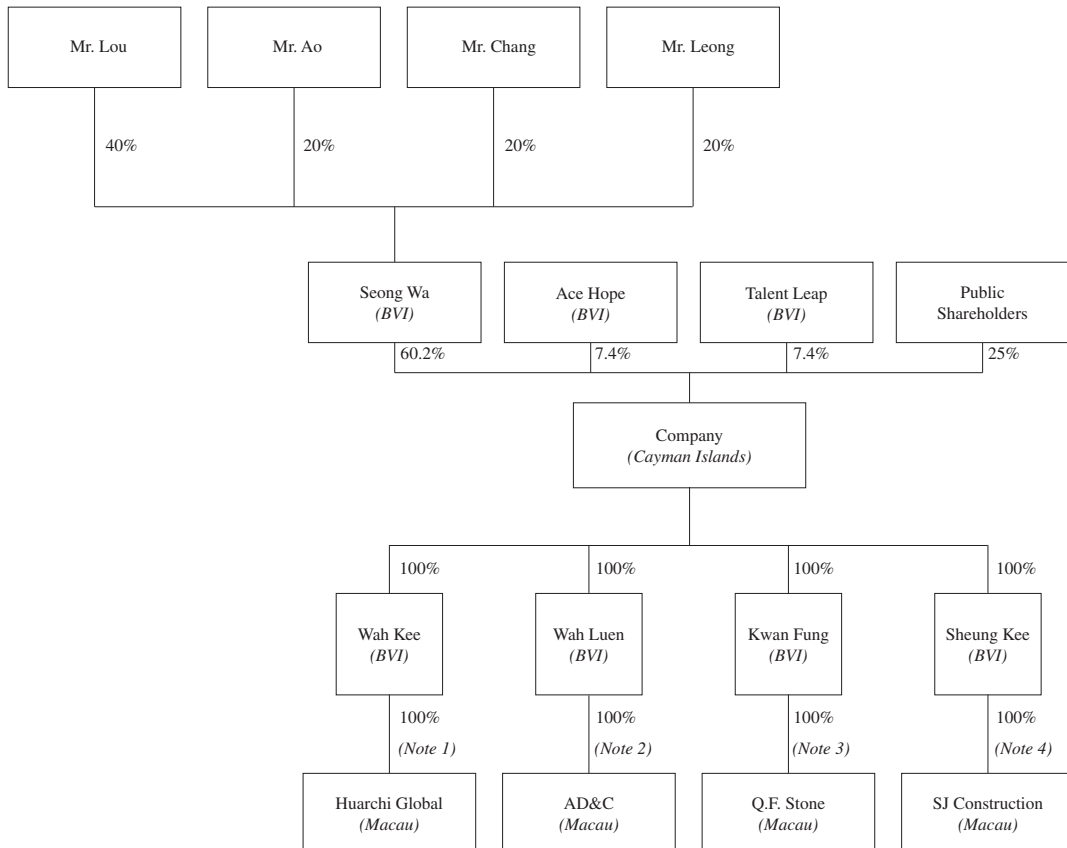 Mr. Lou
Mr. Ao
Mr. Chang
Mr. Leong
40%
20%
20%
20%
Seong Wa
(BVI)
Ace Hope
(BVI)
Talent Leap
(BVI)
Public
Shareholders
60.2%
7.4%
7.4%
25%
Company
(Cayman Islands)
100%
100%
100%
100%
Wah Kee
(BVI)
Wah Luen
(BVI)
Kwan Fung
(BVI)
Sheung Kee
(BVI)
100%
(Note 1)
100%
(Note 2)
100%
(Note 3)
100%
(Note 4)
Huarchi Global
(Macau)
AD&C
(Macau)
Q.F. Stone
(Macau)
SJ Construction
(Macau)